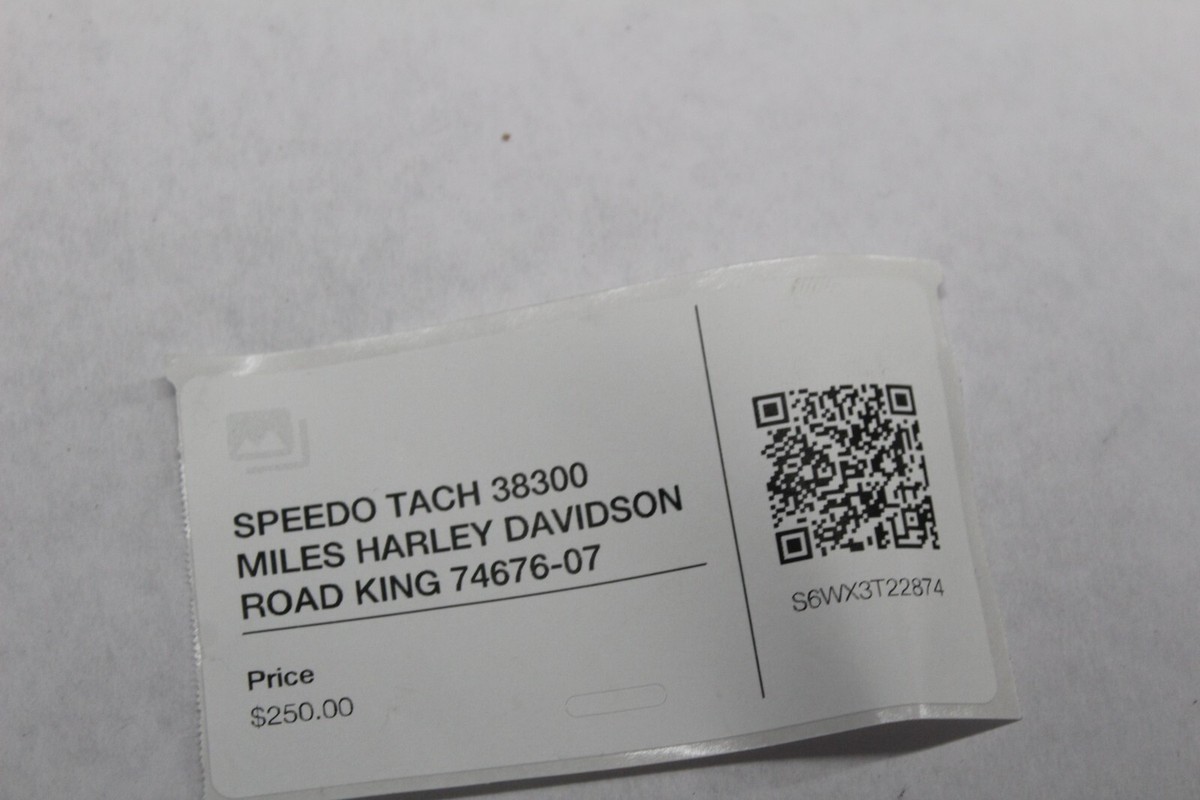 SPEEDO TACH 38300
MILES HARLEY DAVIDSON
ROAD KING 74676-07
Price
$250.00
S6WX3T22874